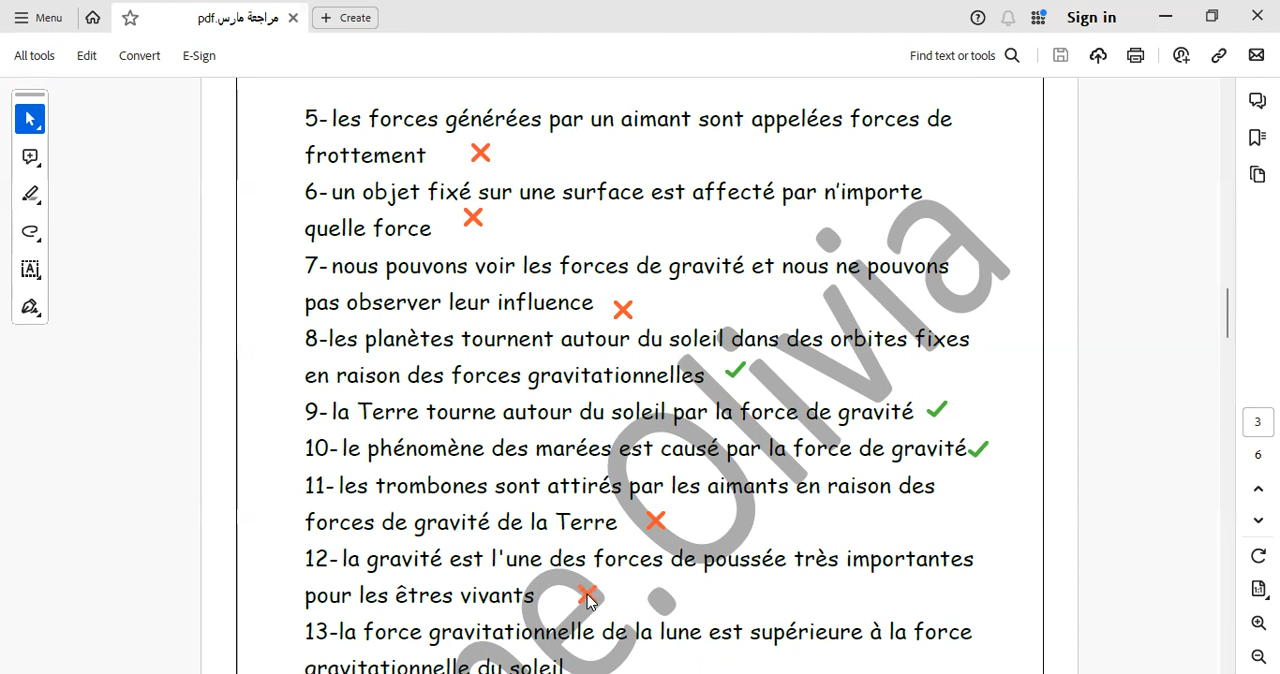 Menu
مراجعة مارس.pdf
Create
Sign in
All tools
Edit
Convert
E-Sign
Find text or tools
5-les forces générées par un aimant sont appelées forces de
frottement
6-un objet fixé sur une surface est affecté par n'importe
quelle force
7-nous pouvons voir les forces de gravité et nous ne pouvons
pas observer leur influence
8-les planètes tournent autour du soleil dans des orbites fixes
en raison des forces gravitationnelles
9-la Terre tourne autour du soleil par la force de gravité
10-le phénomène des marées est causé par la force de gravité
11-les trombones sont attirés par les aimants en raison des
forces de gravité de la Terre
12-la gravité est l'une des forces de poussée très importantes
pour les êtres vivants
13-la force gravitationnelle de la lune est supérieure à la force
gravitationnelle du soleil
e.Olivia
3
6